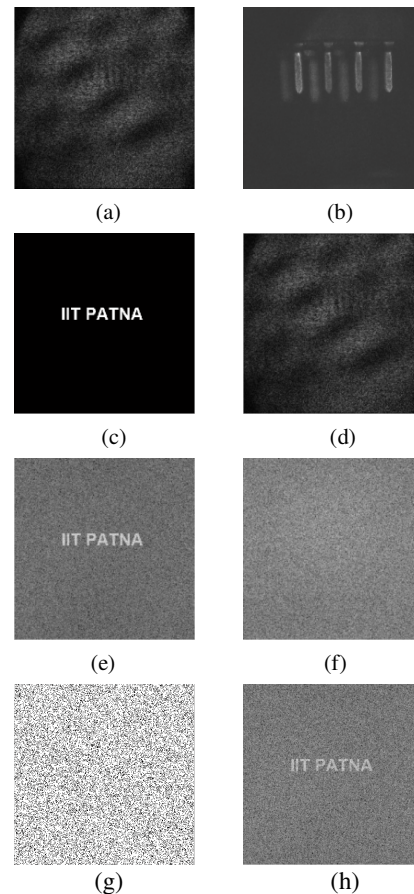 (a)
(b)
IIT PATNA
(c)
(d)
IIT PATNA
(e)
(f)
IIT PATNA
(g)
(h)